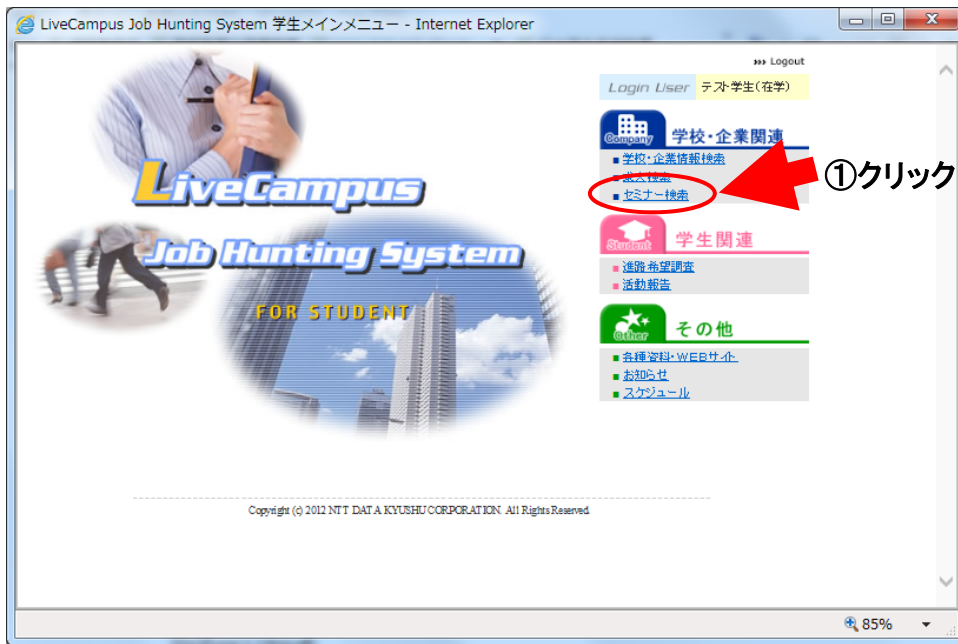 LiveCampus Job Hunting System 学生メインメニュー - Internet Explorer
Logout
Login User テスト学生(在学)
Company 学校・企業関連
学校・企業情報検索
求人検索
セミナー検索
①クリック
LiveCampus
Job Hunting System
FOR STUDENT
Student 学生関連
進路希望調査
活動報告
Other その他
各種資料・WEBサイト
お知らせ
スケジュール
Copyright (c) 2012 NTT DATA KYUSHU CORPORATION. All Rights Reserved.
85%